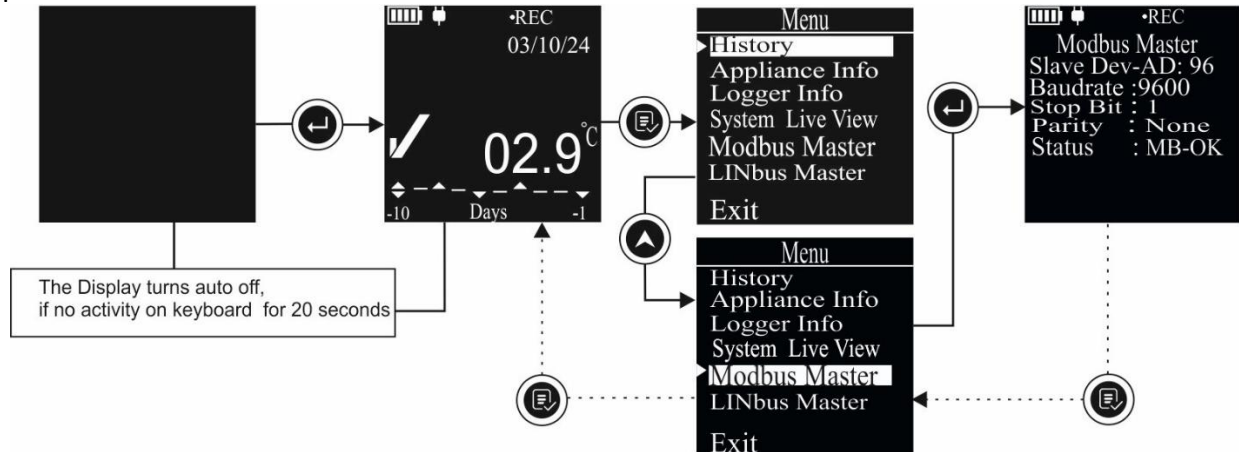 •REC
03/10/24
02.9°C
-10 Days -1
The Display turns auto off,
if no activity on keyboard for 20 seconds
Menu
History
Appliance Info
Logger Info
System Live View
Modbus Master
LINbus Master
Exit
Menu
History
Appliance Info
Logger Info
System Live View
Modbus Master
LINbus Master
Exit
•REC
Modbus Master
Slave Dev-AD: 96
Baudrate :9600
Stop Bit : 1
Parity : None
Status : MB-OK